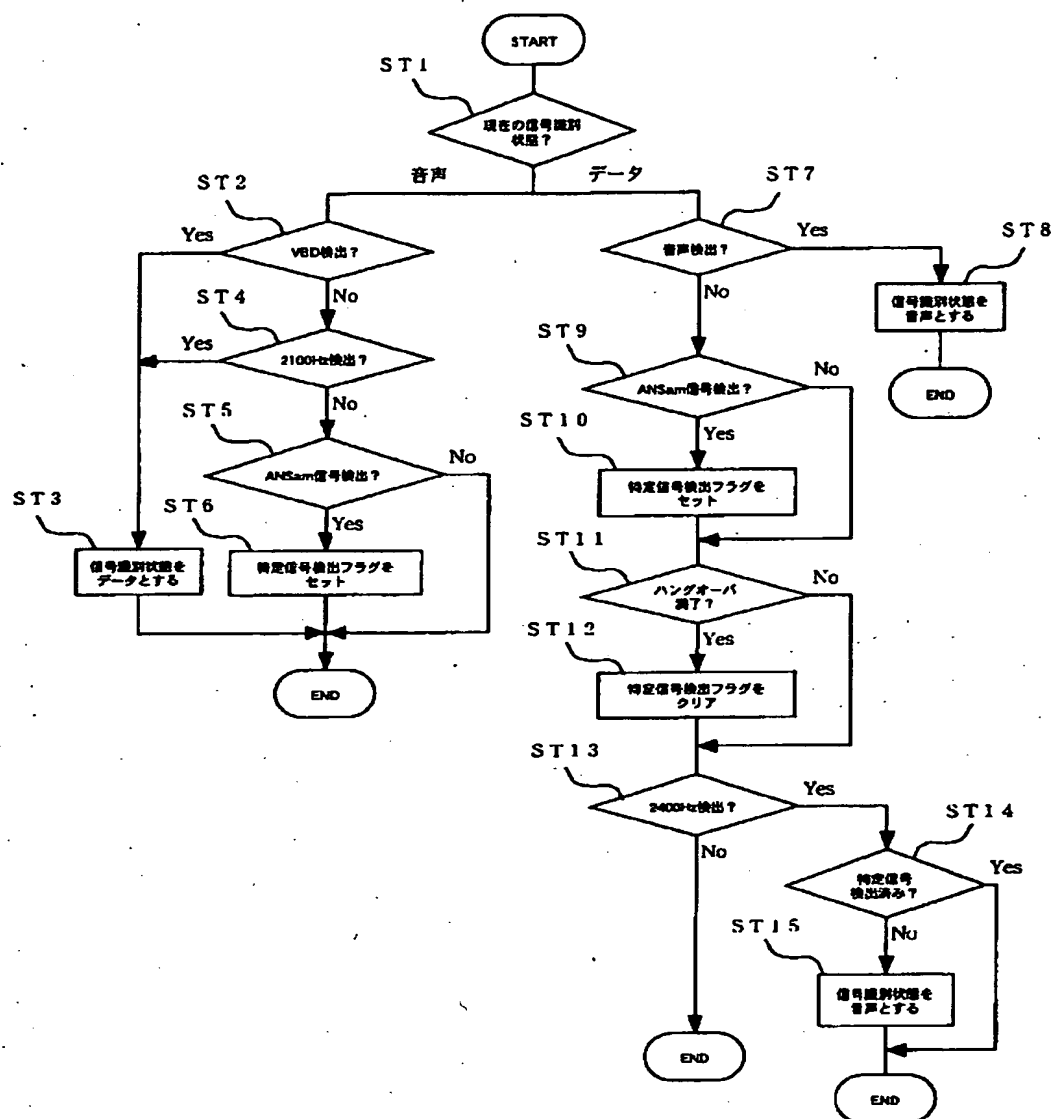 START
ST1
現在の信号識別
状態？
音声
データ
ST2
VBD検出？
Yes
No
ST4
2100Hz検出？
Yes
No
ST5
ANSam信号検出？
No
Yes
ST3
信号識別状態を
データとする
ST6
特定信号検出フラグを
セット
END
ST7
音声検出？
Yes
No
ST8
信号識別状態を
音声とする
END
ST9
ANSam信号検出？
No
Yes
ST10
特定信号検出フラグを
セット
ST11
ハングオーバ
満了？
No
Yes
ST12
特定信号検出フラグを
クリア
ST13
2400Hz検出？
Yes
No
END
ST14
特定信号
検出済み？
Yes
No
ST15
信号識別状態を
音声とする
END